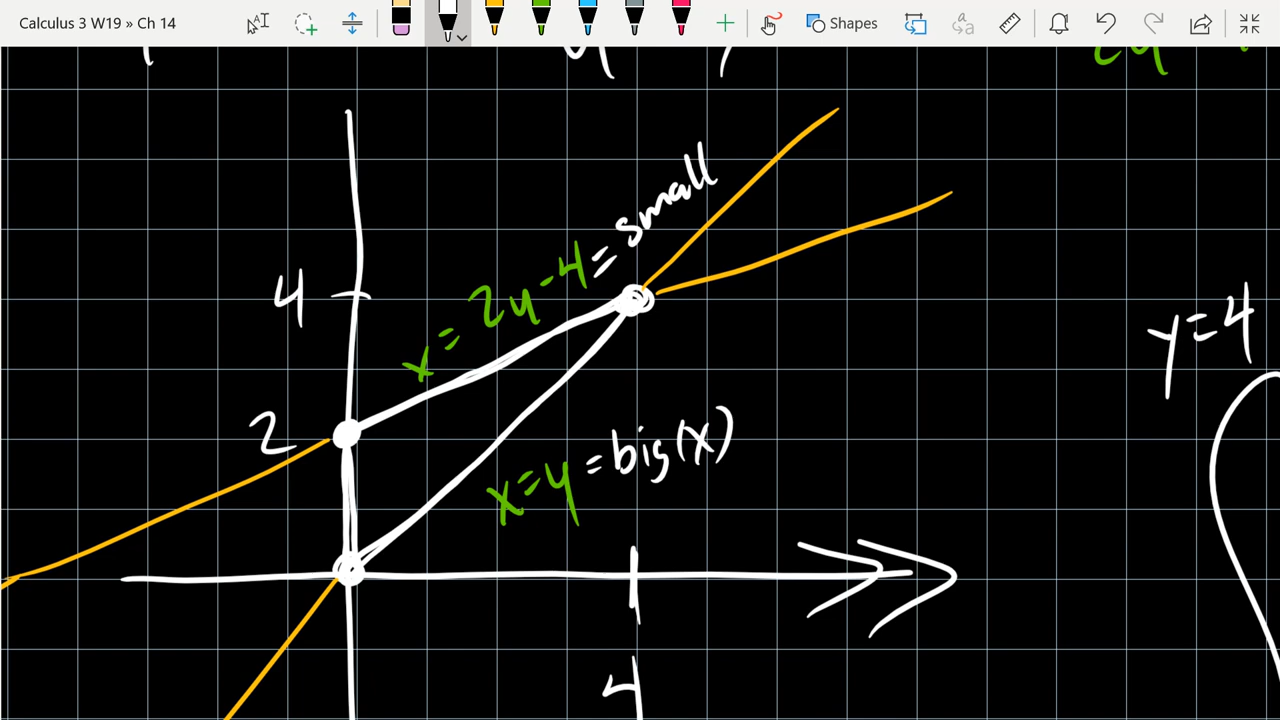 Calculus 3 W19 » Ch 14
Shapes
x = 2y - 4 = small
4
y = 4
2
x = y = big(x)
4